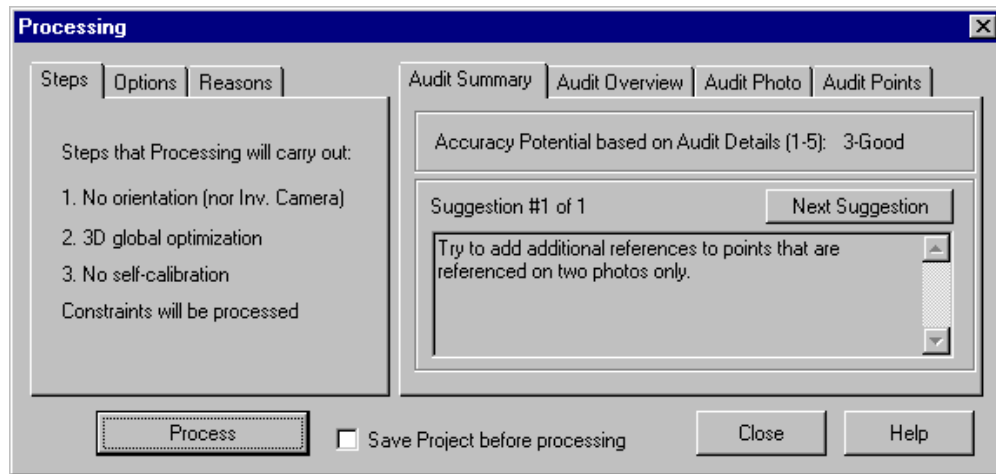 Processing
Steps Options Reasons
Audit Summary Audit Overview Audit Photo Audit Points
Steps that Processing will carry out:
1. No orientation (nor Inv. Camera)
2. 3D global optimization
3. No self-calibration
Constraints will be processed
Accuracy Potential based on Audit Details (1-5): 3-Good
Suggestion #1 of 1
Next Suggestion
Try to add additional references to points that are
referenced on two photos only.
Process
Save Project before processing
Close
Help